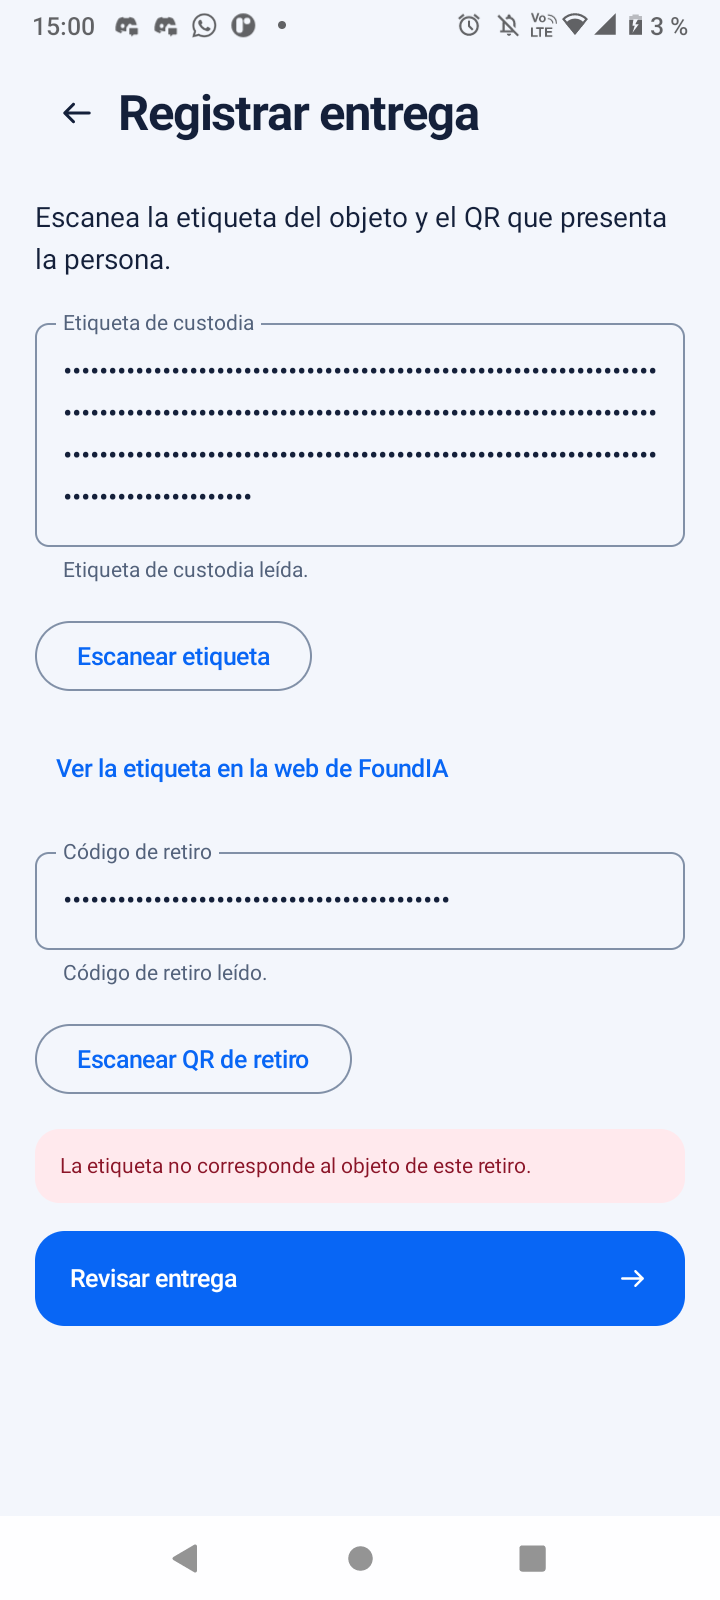 15:00
Vo LTE
3 %
Registrar entrega
Escanea la etiqueta del objeto y el QR que presenta
la persona.
Etiqueta de custodia
••••••••••••••••••••••••••••••••••••••••••••••••••••••••••••••••••
••••••••••••••••••••••••••••••••••••••••••••••••••••••••••••••••••
••••••••••••••••••••••••••••••••••••••••••••••••••••••••••••••••••
•••••••••••••••••••••
Etiqueta de custodia leída.
Escanear etiqueta
Ver la etiqueta en la web de FoundIA
Código de retiro
•••••••••••••••••••••••••••••••••••••••••••
Código de retiro leído.
Escanear QR de retiro
La etiqueta no corresponde al objeto de este retiro.
Revisar entrega